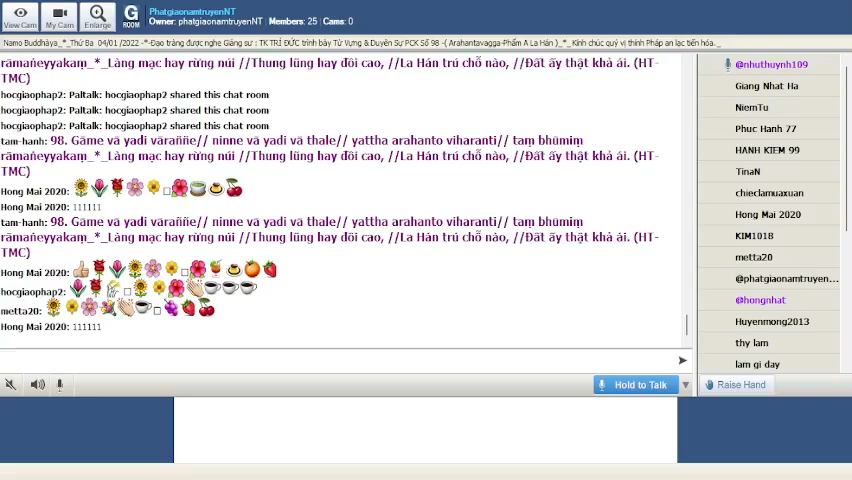 PhatgiaonamtruyenNT
Owner: phatgiaonamtruyenNT | Members: 25 | Cams: 0
View Cam My Cam Enlarge G ROOM
Namo Buddhàya_*_Thứ Ba 04/01 /2022 -*-Đạo tràng được nghe Giảng sư : TK TRÍ ĐỨC trình bày Từ Vựng & Duyên Sự PCK Số 98 -( Arahantavagga-Phẩm A La Hán )_*_ Kính chúc quý vị thính Pháp an lạc tiến hóa._
rāmaṅeyyakaṃ_*_Làng mạc hay rừng núi //Thung lũng hay đồi cao, //La Hán trú chỗ nào, //Đất ấy thật khả ái. (HT-
TMC)
hocgiaophap2: Paltalk: hocgiaophap2 shared this chat room
hocgiaophap2: Paltalk: hocgiaophap2 shared this chat room
hocgiaophap2: Paltalk: hocgiaophap2 shared this chat room
tam-hanh: 98. Gāme vā yadi vāraññe// ninne vā yadi vā thale// yattha arahanto viharanti// taṃ bhūmiṃ
rāmaṅeyyakaṃ_*_Làng mạc hay rừng núi //Thung lũng hay đồi cao, //La Hán trú chỗ nào, //Đất ấy thật khả ái. (HT-
TMC)
Hong Mai 2020:
Hong Mai 2020: 111111
tam-hanh: 98. Gāme vā yadi vāraññe// ninne vā yadi vā thale// yattha arahanto viharanti// taṃ bhūmiṃ
rāmaṅeyyakaṃ_*_Làng mạc hay rừng núi //Thung lũng hay đồi cao, //La Hán trú chỗ nào, //Đất ấy thật khả ái. (HT-
TMC)
Hong Mai 2020:
hocgiaophap2:
metta20:
Hong Mai 2020: 111111
Hold to Talk
@nhuthuynh109
Giang Nhat Ha
NiemTu
Phuc Hanh 77
HANH KIEM 99
TinaN
chieclamuaxuan
Hong Mai 2020
KIM1018
metta20
@phatgiaonamtruyen...
@hongnhat
Huyenmong2013
thy lam
lam gi day
Raise Hand